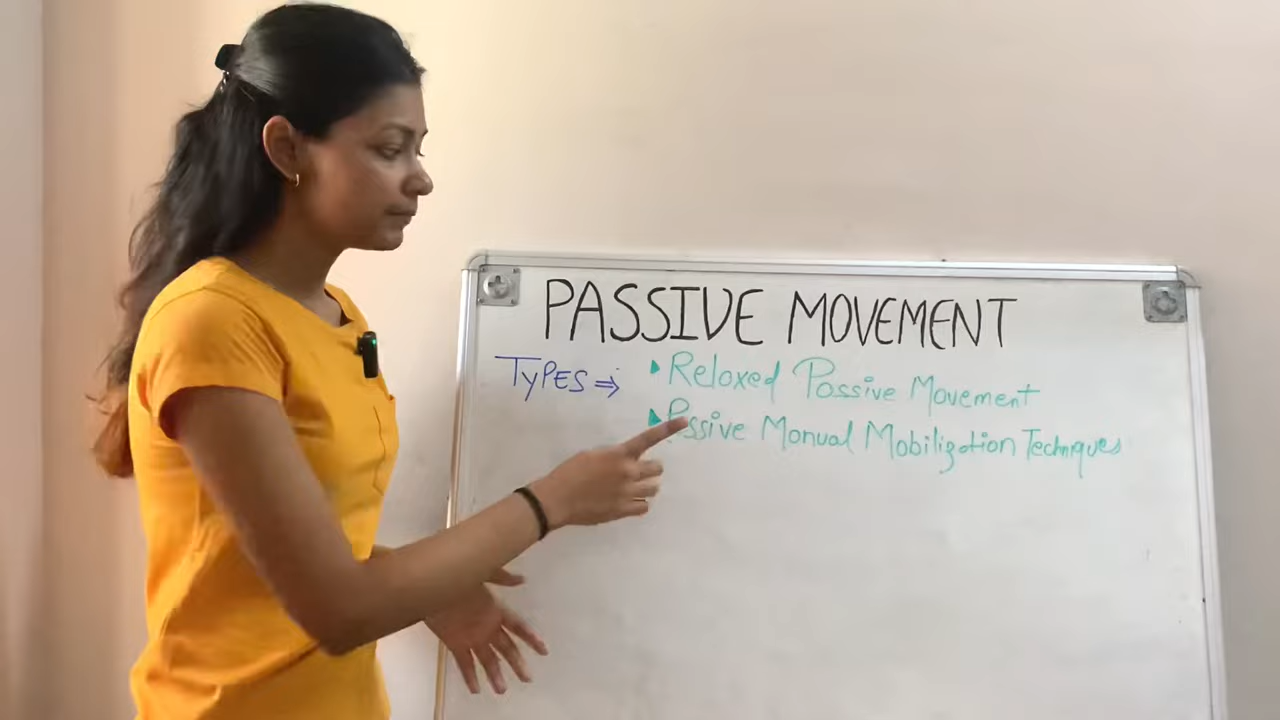 PASSIVE MOVEMENT
TYPES ⇒ Relaxed Passive Movement
Passive Manual Mobilization Techniques